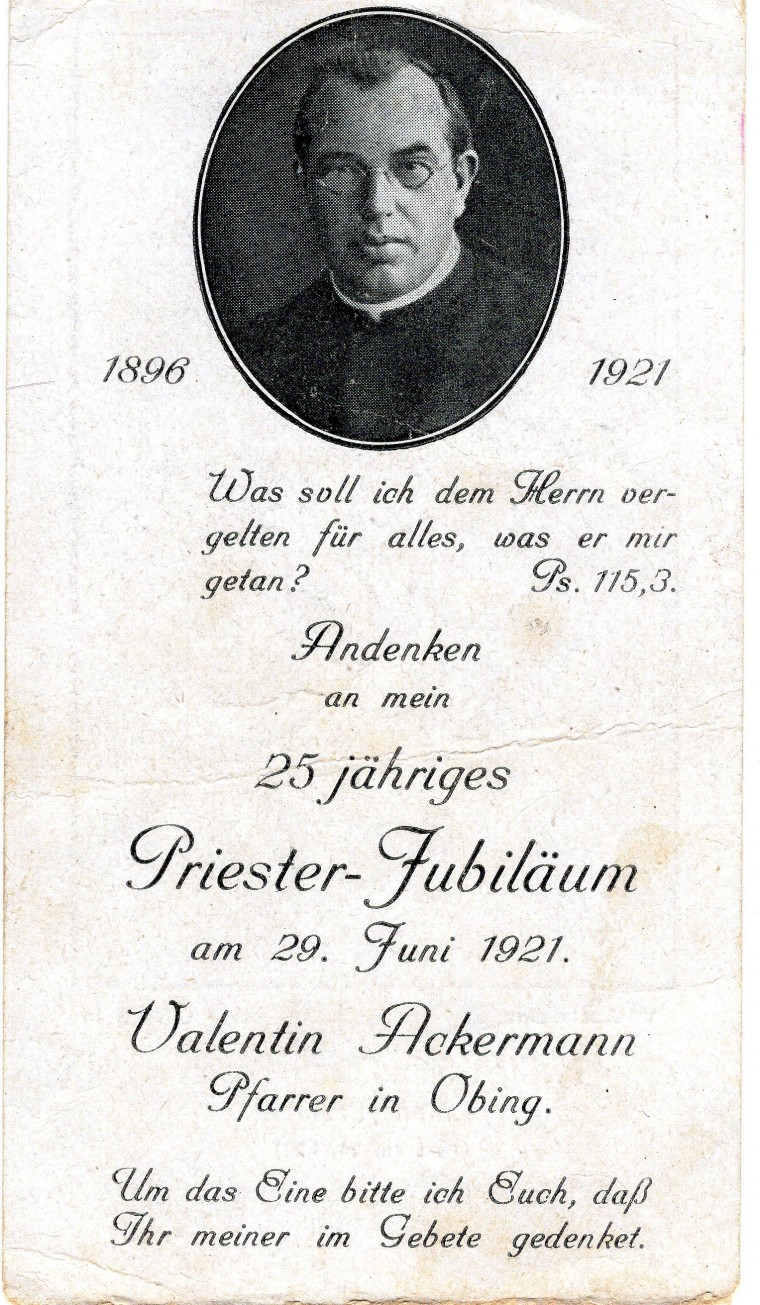 1896 1921
Was soll ich dem Herrn ver-
gelten für alles, was er mir
getan? Ps. 115,3.
Andenken
an mein
25 jähriges
Priester-Jubiläum
am 29. Juni 1921.
Valentin Ackermann
Pfarrer in Obing.
Um das Eine bitte ich Euch, daß
Ihr meiner im Gebete gedenket.